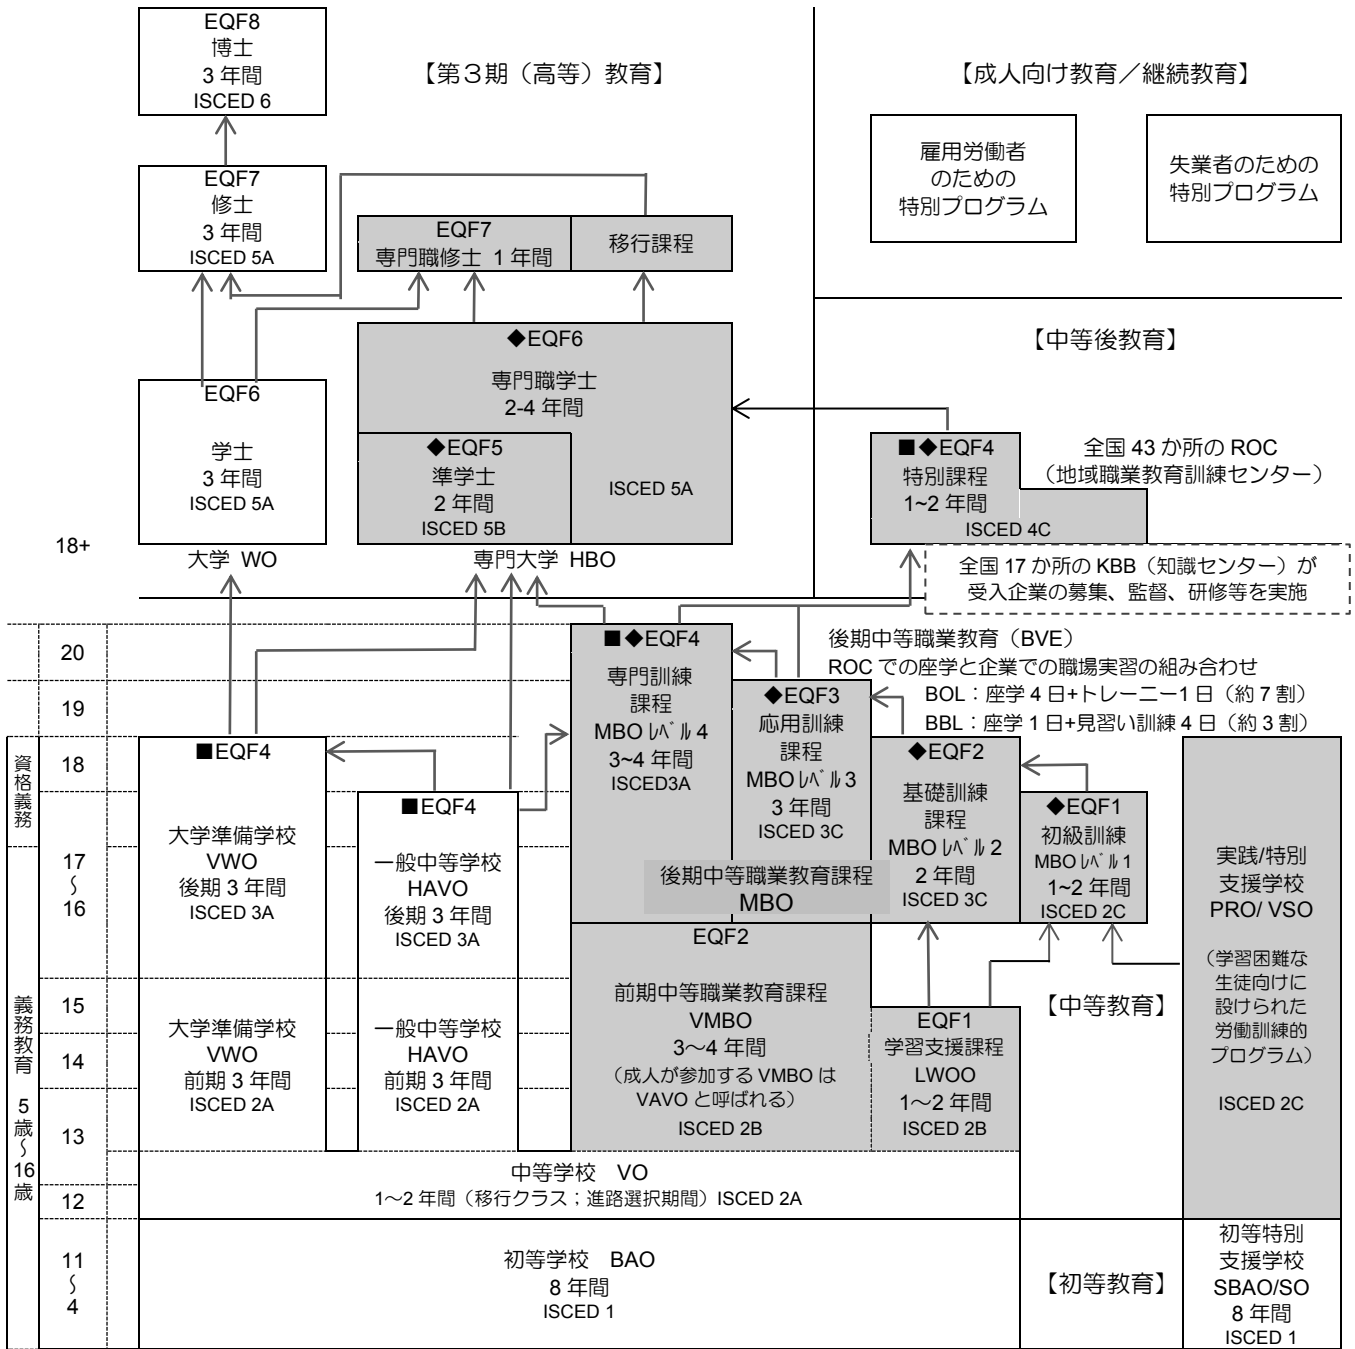 EQF8
博士
3 年間
ISCED 6
【第３期（高等）教育】
【成人向け教育／継続教育】
雇用労働者
のための
特別プログラム
失業者のための
特別プログラム
EQF7
修士
3 年間
ISCED 5A
EQF7
専門職修士 1 年間
移行課程
【中等後教育】
◆EQF6
専門職学士
2-4 年間
ISCED 5A
EQF6
学士
3 年間
ISCED 5A
◆EQF5
準学士
2 年間
ISCED 5B
■◆EQF4
特別課程
1~2 年間
ISCED 4C
全国 43 か所の ROC
（地域職業教育訓練センター）
18+
大学 WO
専門大学 HBO
全国 17 か所の KBB（知識センター）が
受入企業の募集、監督、研修等を実施
後期中等職業教育（BVE）
ROC での座学と企業での職場実習の組み合わせ
BOL：座学 4 日+トレーニー1 日（約 7 割）
BBL：座学 1 日+見習い訓練 4 日（約 3 割）
20
19
18
17
〜
16
15
14
13
12
11
〜
4
資格義務
義務教育 5歳〜16歳
■EQF4
大学準備学校
VWO
後期 3 年間
ISCED 3A
■EQF4
一般中等学校
HAVO
後期 3 年間
ISCED 3A
■◆EQF4
専門訓練
課程
MBO ﾚﾍﾞﾙ 4
3~4 年間
ISCED3A
◆EQF3
応用訓練
課程
MBO ﾚﾍﾞﾙ 3
3 年間
ISCED 3C
◆EQF2
基礎訓練
課程
MBO ﾚﾍﾞﾙ 2
2 年間
ISCED 3C
◆EQF1
初級訓練
MBO ﾚﾍﾞﾙ 1
1~2 年間
ISCED 2C
後期中等職業教育課程
MBO
実践/特別
支援学校
PRO/ VSO
（学習困難な
生徒向けに
設けられた
労働訓練的
プログラム）
ISCED 2C
大学準備学校
VWO
前期 3 年間
ISCED 2A
一般中等学校
HAVO
前期 3 年間
ISCED 2A
EQF2
前期中等職業教育課程
VMBO
3〜4 年間
（成人が参加する VMBO は
VAVO と呼ばれる）
ISCED 2B
EQF1
学習支援課程
LWOO
1〜2 年間
ISCED 2B
【中等教育】
中等学校　VO
1〜2 年間（移行クラス；進路選択期間）ISCED 2A
初等学校　BAO
8 年間
ISCED 1
【初等教育】
初等特別
支援学校
SBAO/SO
8 年間
ISCED 1